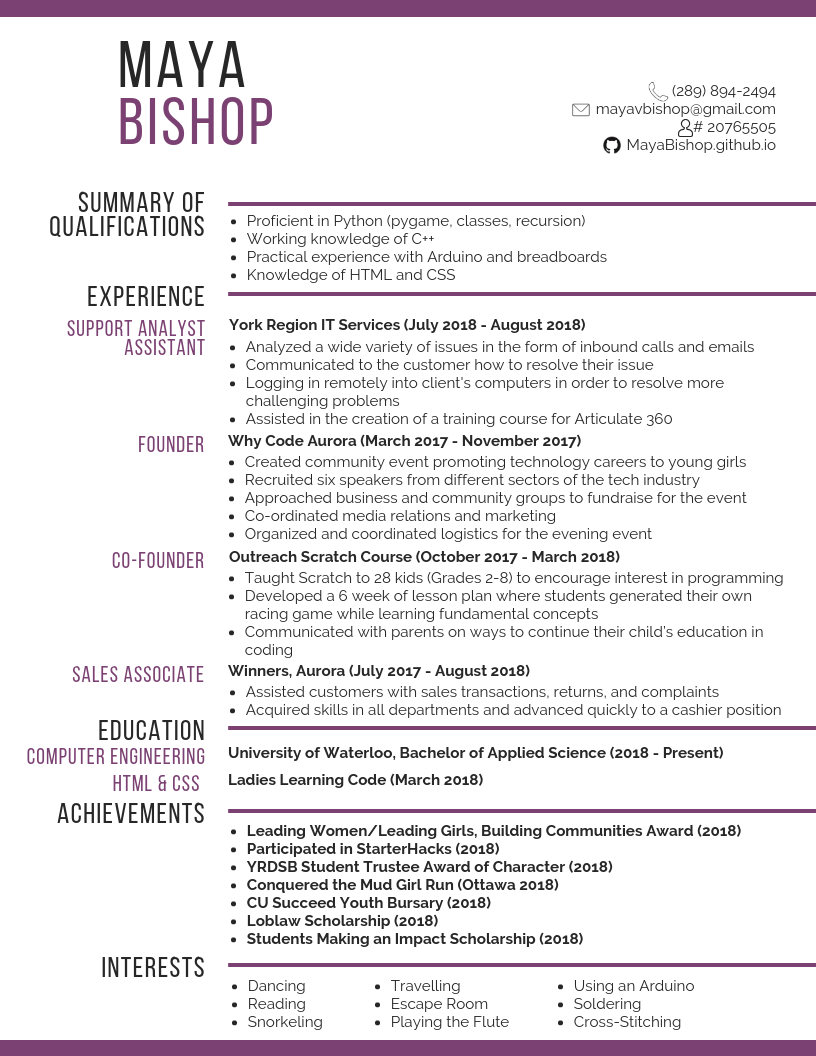 MAYA
BISHOP
(289) 894-2494
mayavbishop@gmail.com
# 20765505
MayaBishop.github.io
SUMMARY OF
QUALIFICATIONS
• Proficient in Python (pygame, classes, recursion)
• Working knowledge of C++
• Practical experience with Arduino and breadboards
• Knowledge of HTML and CSS
EXPERIENCE
SUPPORT ANALYST
ASSISTANT
York Region IT Services (July 2018 - August 2018)
• Analyzed a wide variety of issues in the form of inbound calls and emails
• Communicated to the customer how to resolve their issue
• Logging in remotely into client's computers in order to resolve more
challenging problems
• Assisted in the creation of a training course for Articulate 360
FOUNDER
Why Code Aurora (March 2017 - November 2017)
• Created community event promoting technology careers to young girls
• Recruited six speakers from different sectors of the tech industry
• Approached business and community groups to fundraise for the event
• Co-ordinated media relations and marketing
• Organized and coordinated logistics for the evening event
CO-FOUNDER
Outreach Scratch Course (October 2017 - March 2018)
• Taught Scratch to 28 kids (Grades 2-8) to encourage interest in programming
• Developed a 6 week of lesson plan where students generated their own
racing game while learning fundamental concepts
• Communicated with parents on ways to continue their child's education in
coding
SALES ASSOCIATE
Winners, Aurora (July 2017 - August 2018)
• Assisted customers with sales transactions, returns, and complaints
• Acquired skills in all departments and advanced quickly to a cashier position
EDUCATION
COMPUTER ENGINEERING
University of Waterloo, Bachelor of Applied Science (2018 - Present)
HTML & CSS
Ladies Learning Code (March 2018)
ACHIEVEMENTS
• Leading Women/Leading Girls, Building Communities Award (2018)
• Participated in StarterHacks (2018)
• YRDSB Student Trustee Award of Character (2018)
• Conquered the Mud Girl Run (Ottawa 2018)
• CU Succeed Youth Bursary (2018)
• Loblaw Scholarship (2018)
• Students Making an Impact Scholarship (2018)
INTERESTS
• Dancing
• Reading
• Snorkeling
• Travelling
• Escape Room
• Playing the Flute
• Using an Arduino
• Soldering
• Cross-Stitching